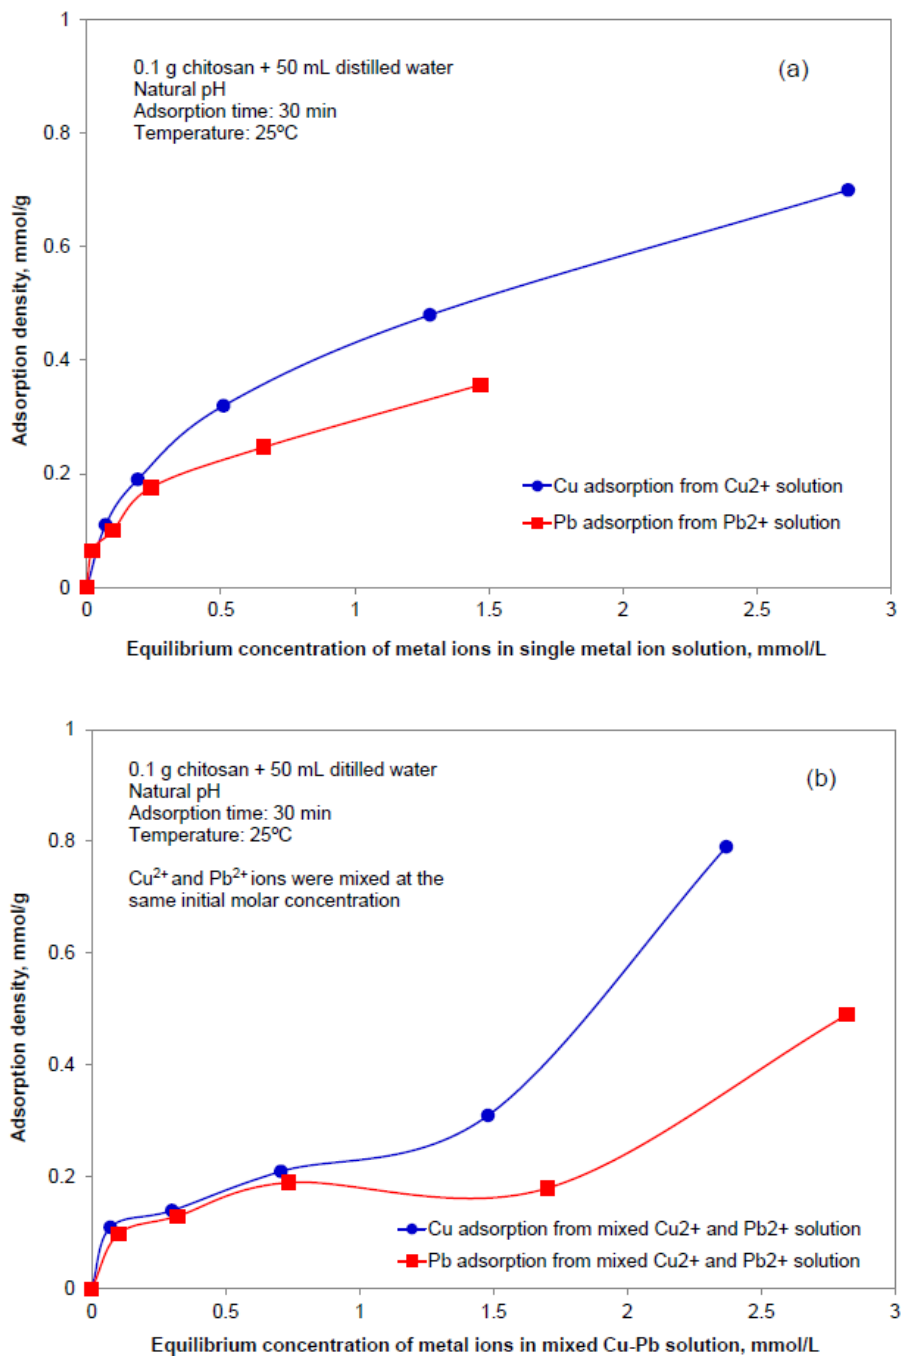 1
0.1 g chitosan + 50 mL distilled water
(a)
Natural pH
Adsorption time: 30 min
Temperature: 25ºC
0.8
Adsorption density, mmol/g
0.6
0.4
0.2
Cu adsorption from Cu2+ solution
Pb adsorption from Pb2+ solution
0
0 0.5 1 1.5 2 2.5 3
Equilibrium concentration of metal ions in single metal ion solution, mmol/L
1
0.1 g chitosan + 50 mL ditilled water
(b)
Natural pH
Adsorption time: 30 min
Temperature: 25ºC
0.8
Cu²⁺ and Pb²⁺ ions were mixed at the
same initial molar concentration
Adsorption density, mmol/g
0.6
0.4
0.2
Cu adsorption from mixed Cu2+ and Pb2+ solution
Pb adsorption from mixed Cu2+ and Pb2+ solution
0
0 0.5 1 1.5 2 2.5 3
Equilibrium concentration of metal ions in mixed Cu-Pb solution, mmol/L